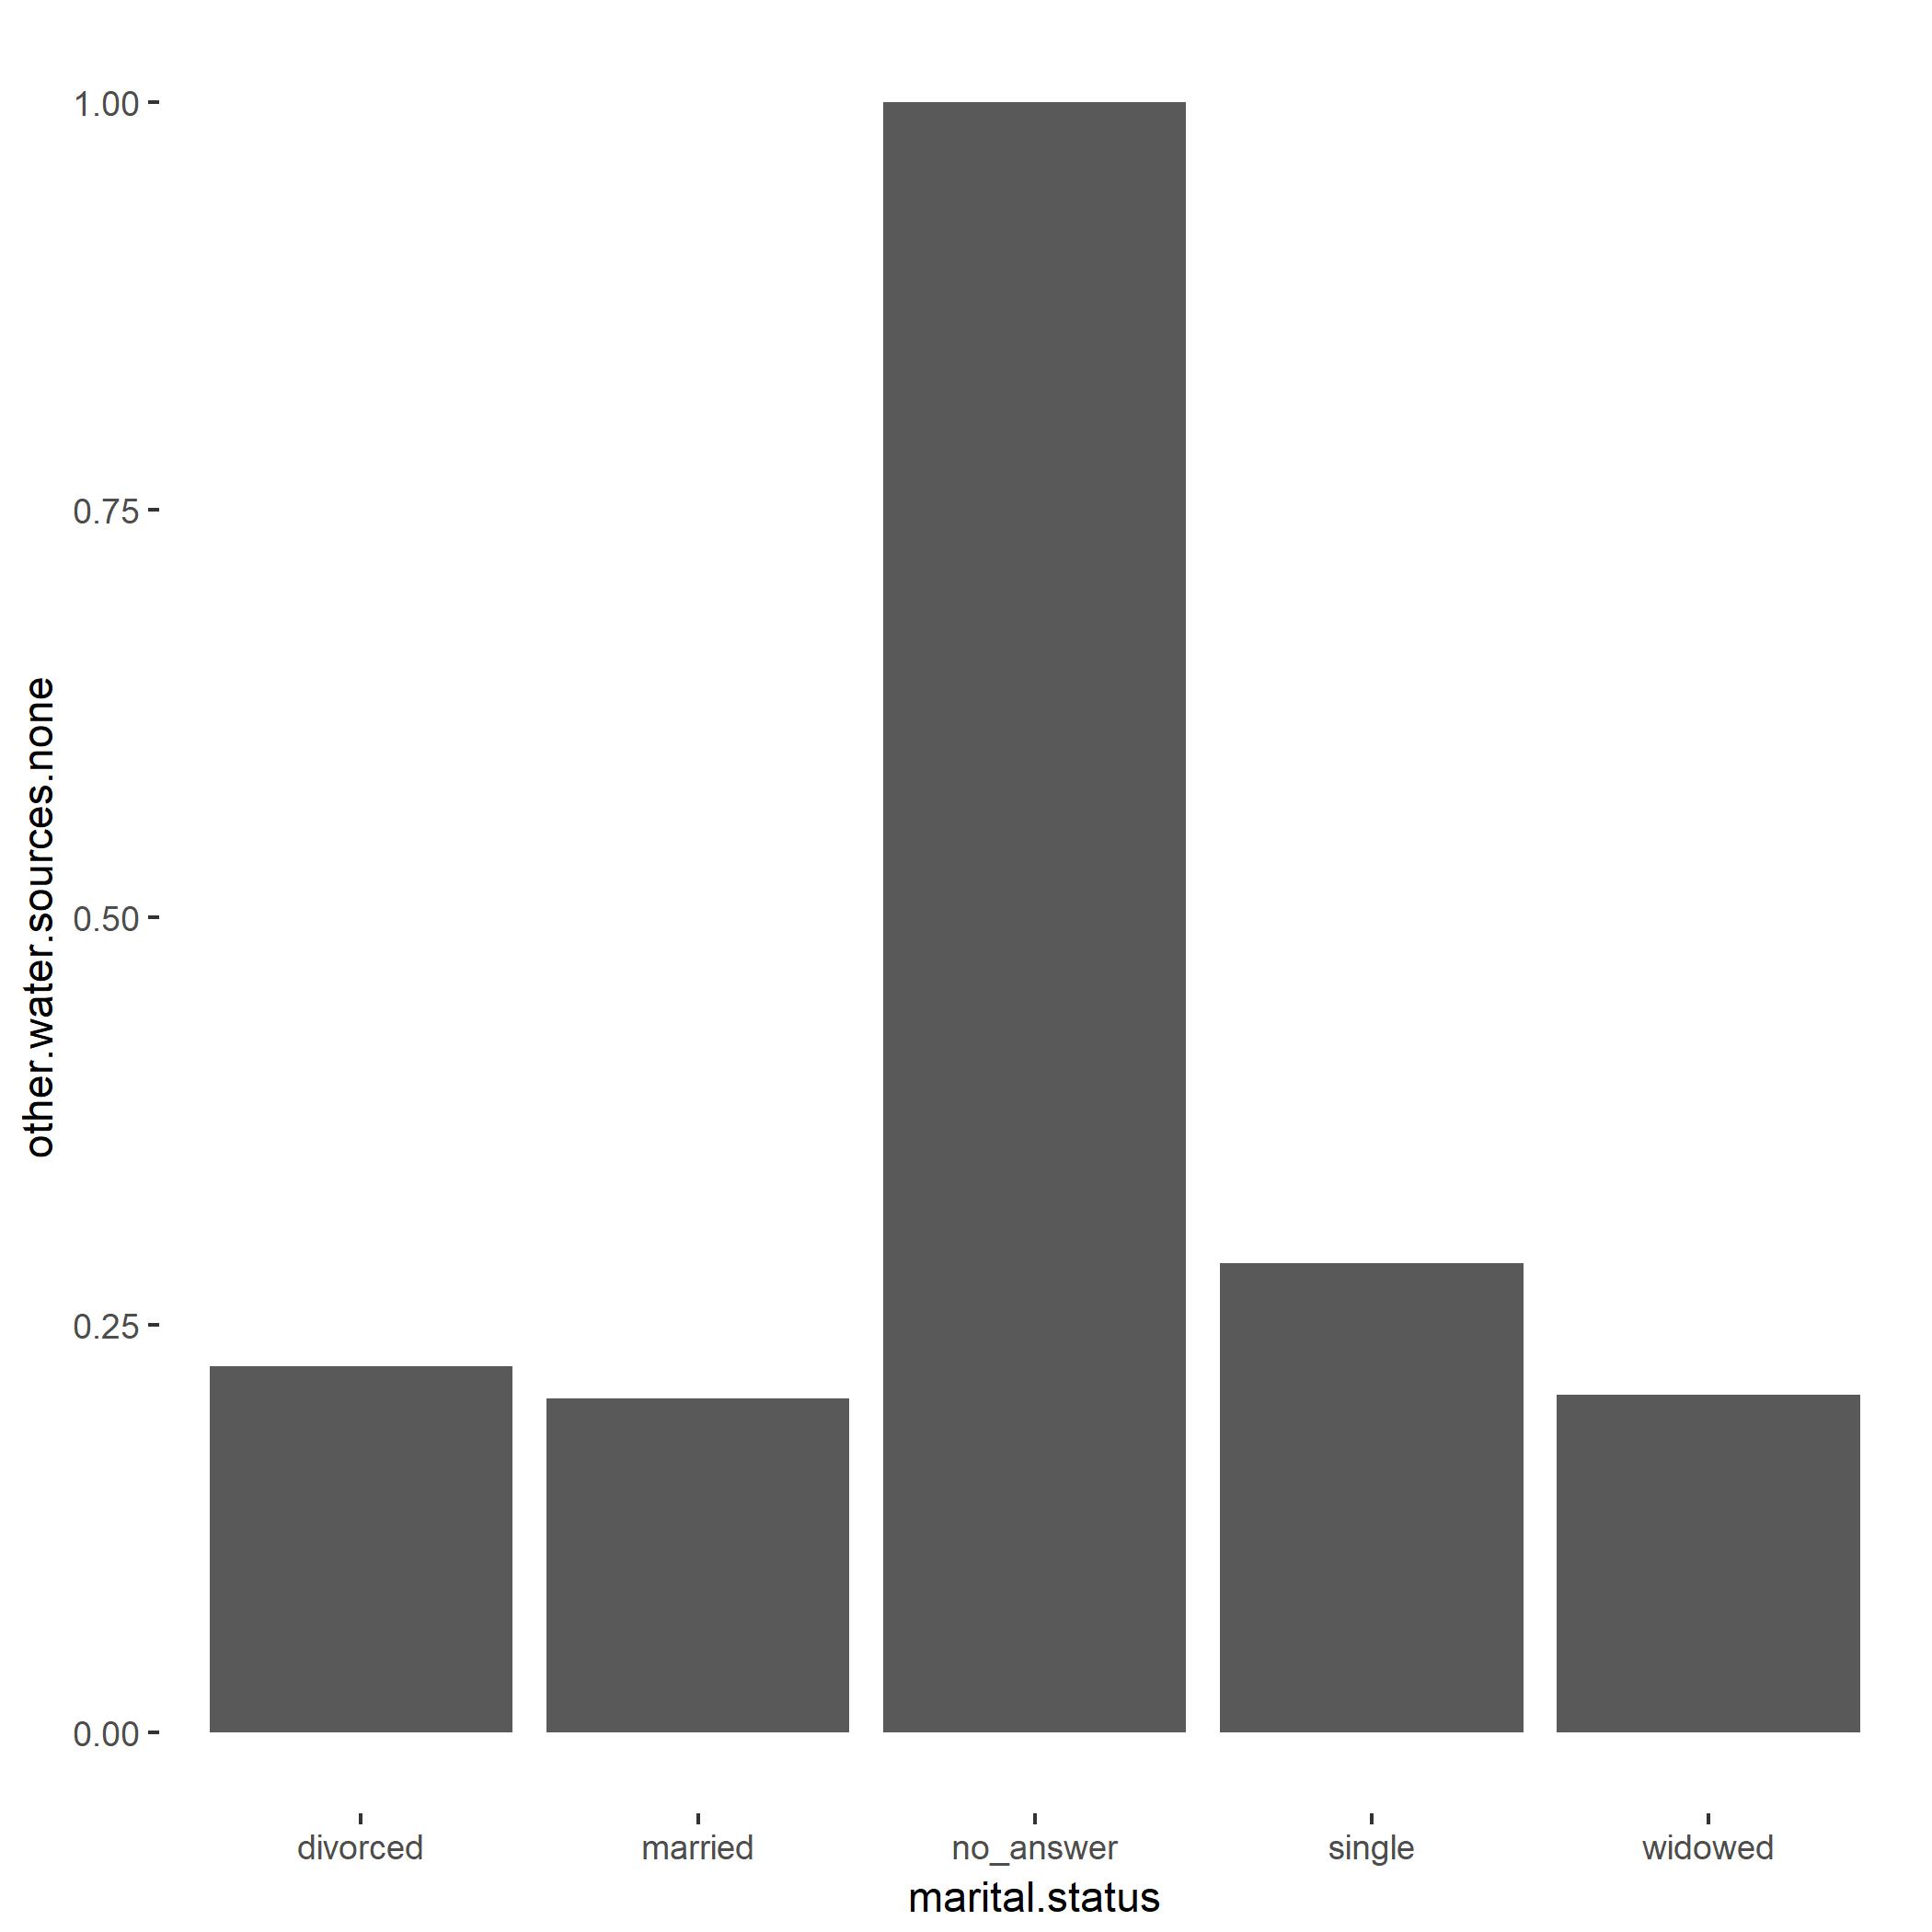 1.00
0.75
0.50
0.25
0.00
other.water.sources.none
divorced married no_answer single widowed
marital.status